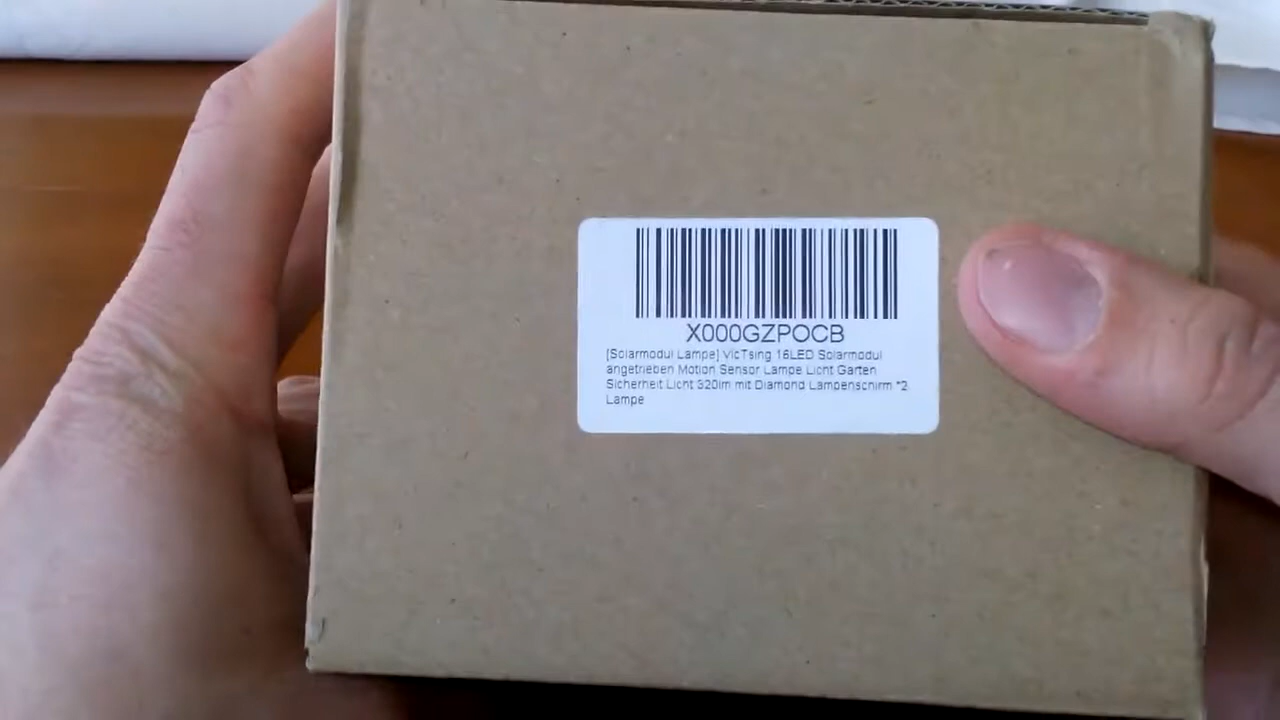 X000GZPOCB
[Solarmodul Lampe] VicTsing 16LED Solarmodul
angetrieben Motion Sensor Lampe Licht Garten
Sicherheit Licht 320lm mit Diamond Lampenschirm *2
Lampe